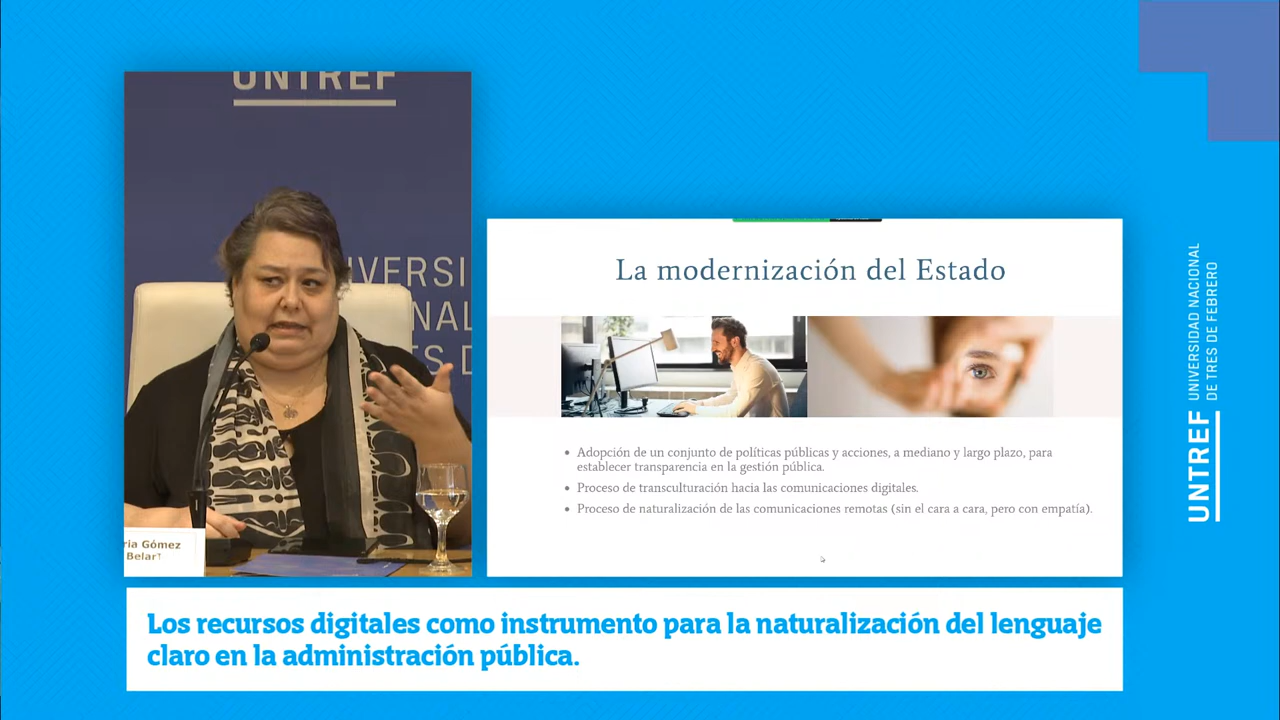 UNTREF
La modernización del Estado
Adopción de un conjunto de políticas públicas y acciones, a mediano y largo plazo, para
establecer transparencia en la gestión pública.
Proceso de transculturación hacia las comunicaciones digitales.
Proceso de naturalización de las comunicaciones remotas (sin el cara a cara, pero con empatía).
ria Gómez
Los recursos digitales como instrumento para la naturalización del lenguaje
claro en la administración pública.
UNTREF
UNIVERSIDAD NACIONAL
DE TRES DE FEBRERO